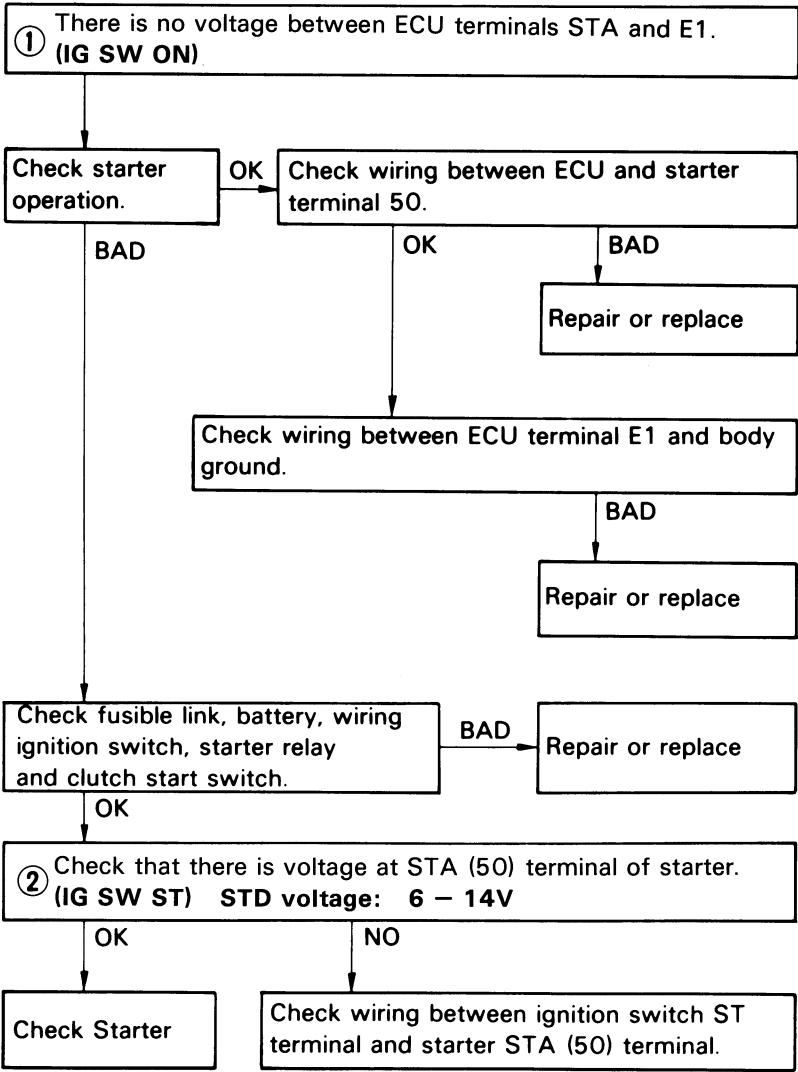 ① There is no voltage between ECU terminals STA and E1.
(IG SW ON)
Check starter
operation.
OK
Check wiring between ECU and starter
terminal 50.
BAD
OK
BAD
Repair or replace
Check wiring between ECU terminal E1 and body
ground.
BAD
Repair or replace
Check fusible link, battery, wiring
ignition switch, starter relay
and clutch start switch.
BAD
Repair or replace
OK
② Check that there is voltage at STA (50) terminal of starter.
(IG SW ST) STD voltage: 6 – 14V
OK
NO
Check Starter
Check wiring between ignition switch ST
terminal and starter STA (50) terminal.